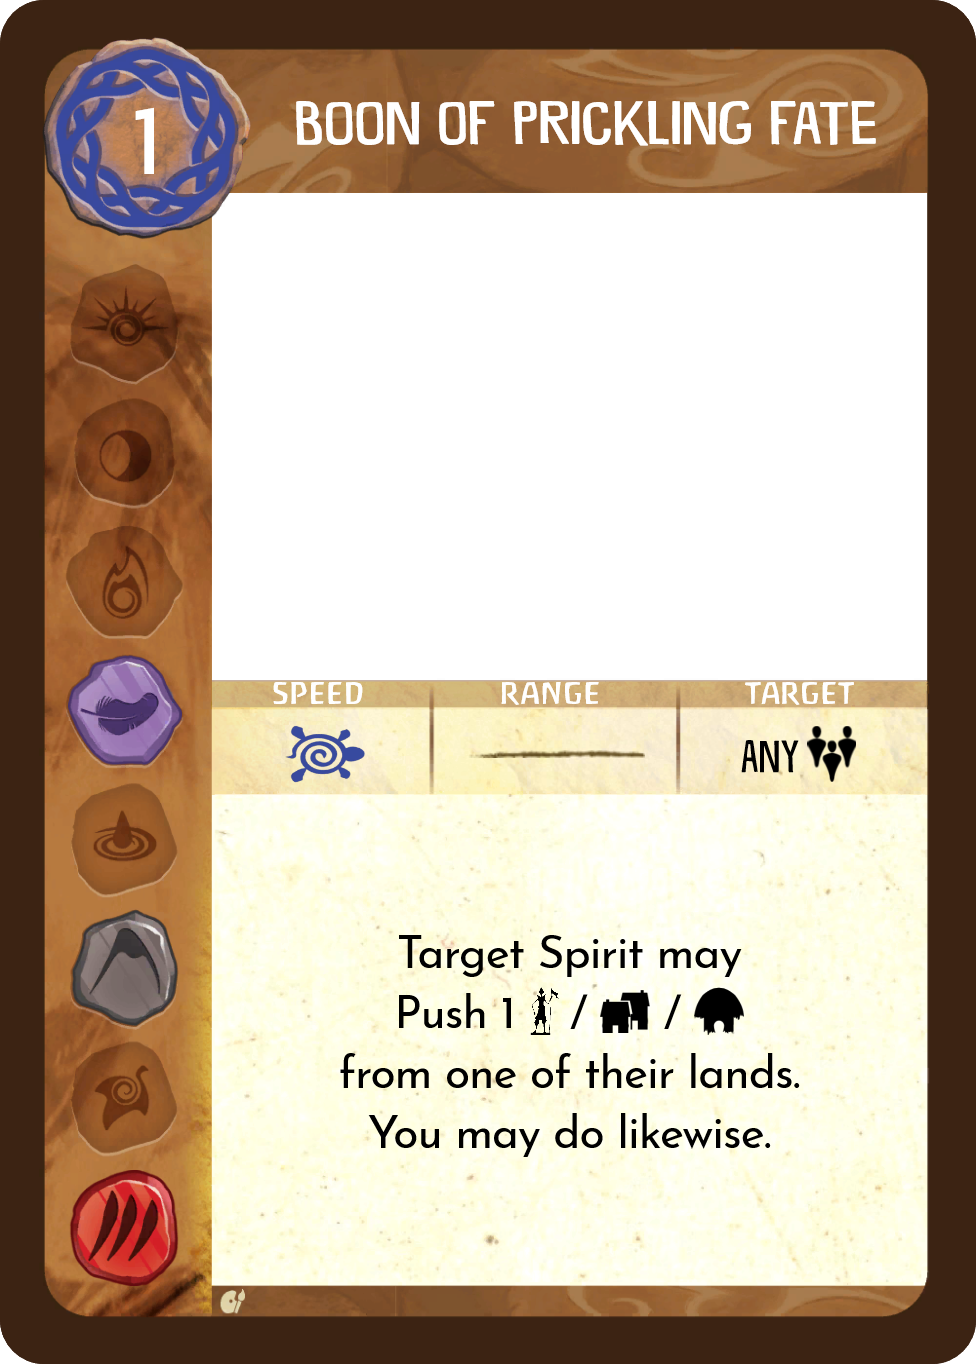 1
BOON OF PRICKLING FATE
SPEED RANGE TARGET
ANY
Target Spirit may
Push 1 / /
from one of their lands.
You may do likewise.